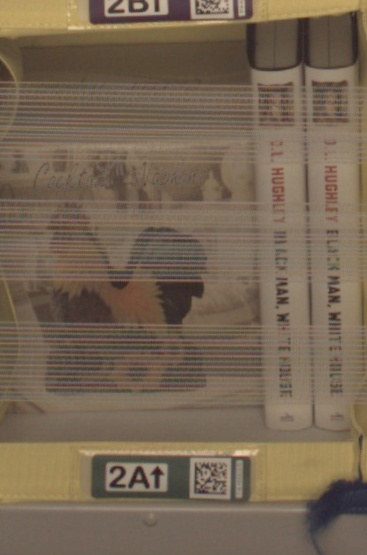 2B↑
D.L. HUGHLEY BLACK MAN, WHITE HOUSE
D.L. HUGHLEY BLACK MAN, WHITE HOUSE
2A↑